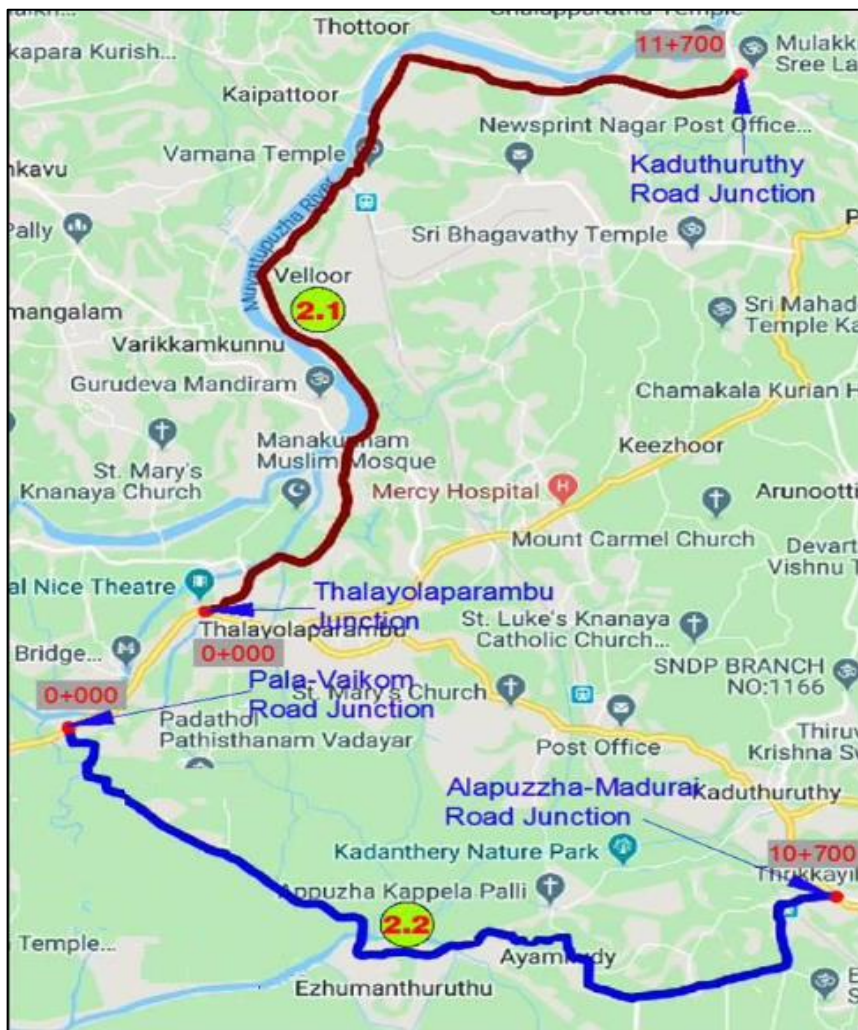 Thottoor
kapara Kurish...
11+700
Mulakk
Sree La
Kaipattoor
Newsprint Nagar Post Office...
Vamana Temple
nkavu
Kaduthuruthy
Road Junction
Muvattupuzha River
Pally
Sri Bhagavathy Temple
Velloor
2.1
mangalam
Sri Mahad
Temple Ka
Varikkamkunnu
Gurudeva Mandiram
Chamakala Kurian H
Manakunnam
Muslim Mosque
Keezhoor
St. Mary's
Knanaya Church
Mercy Hospital
H
Arunootti
Mount Carmel Church
Devart
Vishnu T
al Nice Theatre
Thalayolaparambu
Junction
Thalayolaparambu
St. Luke's Knanaya
Catholic Church...
Bridge...
0+000
SNDP BRANCH
NO:1166
0+000
Pala-Vaikom
Road Junction
St. Mary's Church
Padathol
Pathisthanam Vadayar
Post Office
Thiruv
Krishna Sw
Alapuzzha-Madurai
Road Junction
Kaduthuruthy
Kadanthery Nature Park
10+700
Appuzha Kappela Palli
2.2
Temple...
Ezhumanthuruthu